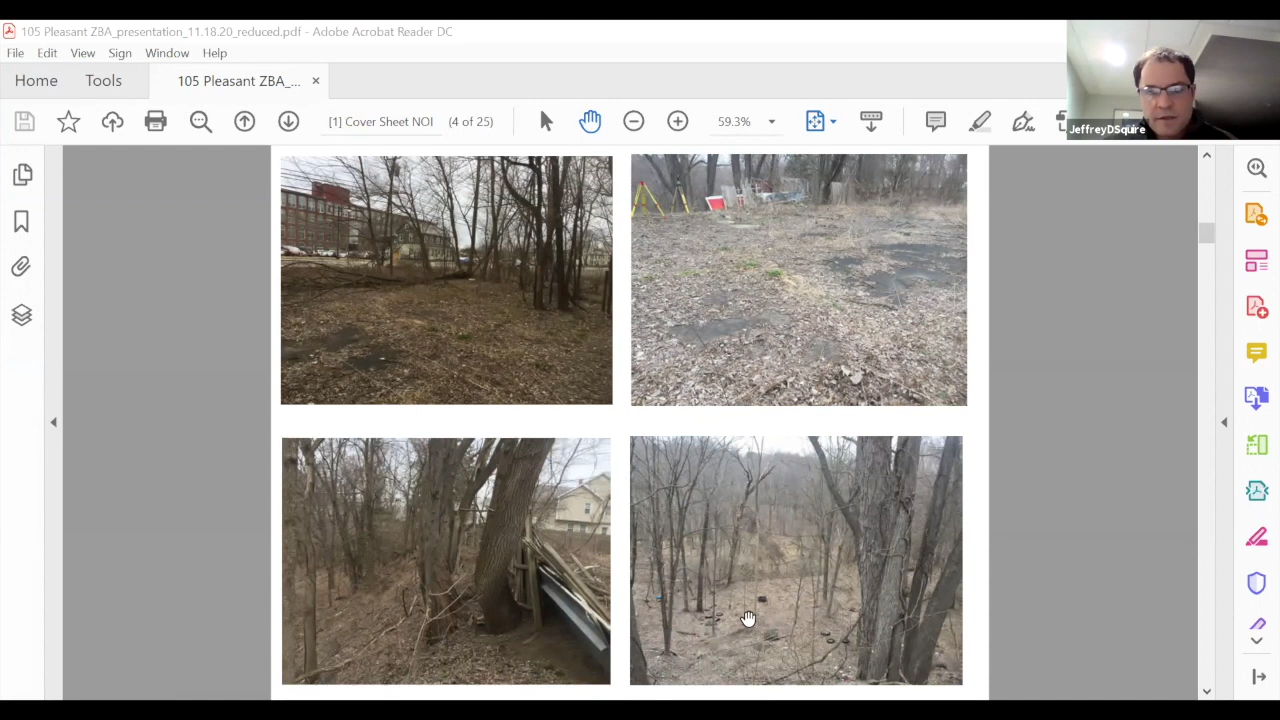 105 Pleasant ZBA_presentation_11.18.20_reduced.pdf - Adobe Acrobat Reader DC
File Edit View Sign Window Help
Home Tools 105 Pleasant ZBA_... ×
[1] Cover Sheet NOI (4 of 25) 59.3%
JeffreyDSquire